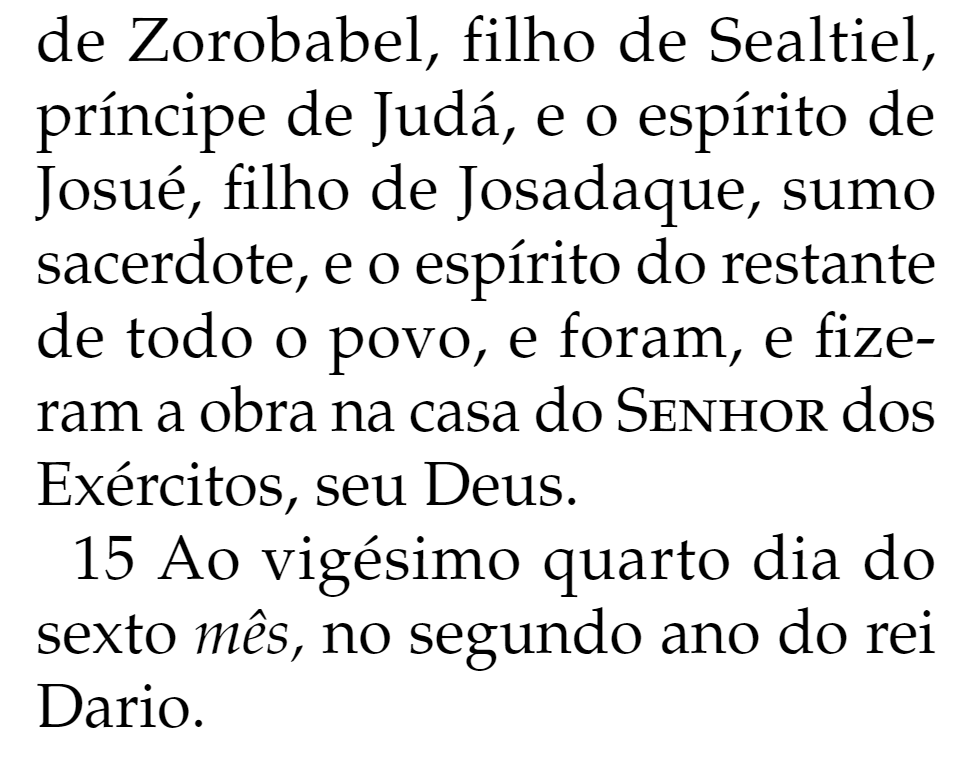 de Zorobabel, filho de Sealtiel,
príncipe de Judá, e o espírito de
Josué, filho de Josadaque, sumo
sacerdote, e o espírito do restante
de todo o povo, e foram, e fize-
ram a obra na casa do SENHOR dos
Exércitos, seu Deus.
15 Ao vigésimo quarto dia do
sexto mês, no segundo ano do rei
Dario.